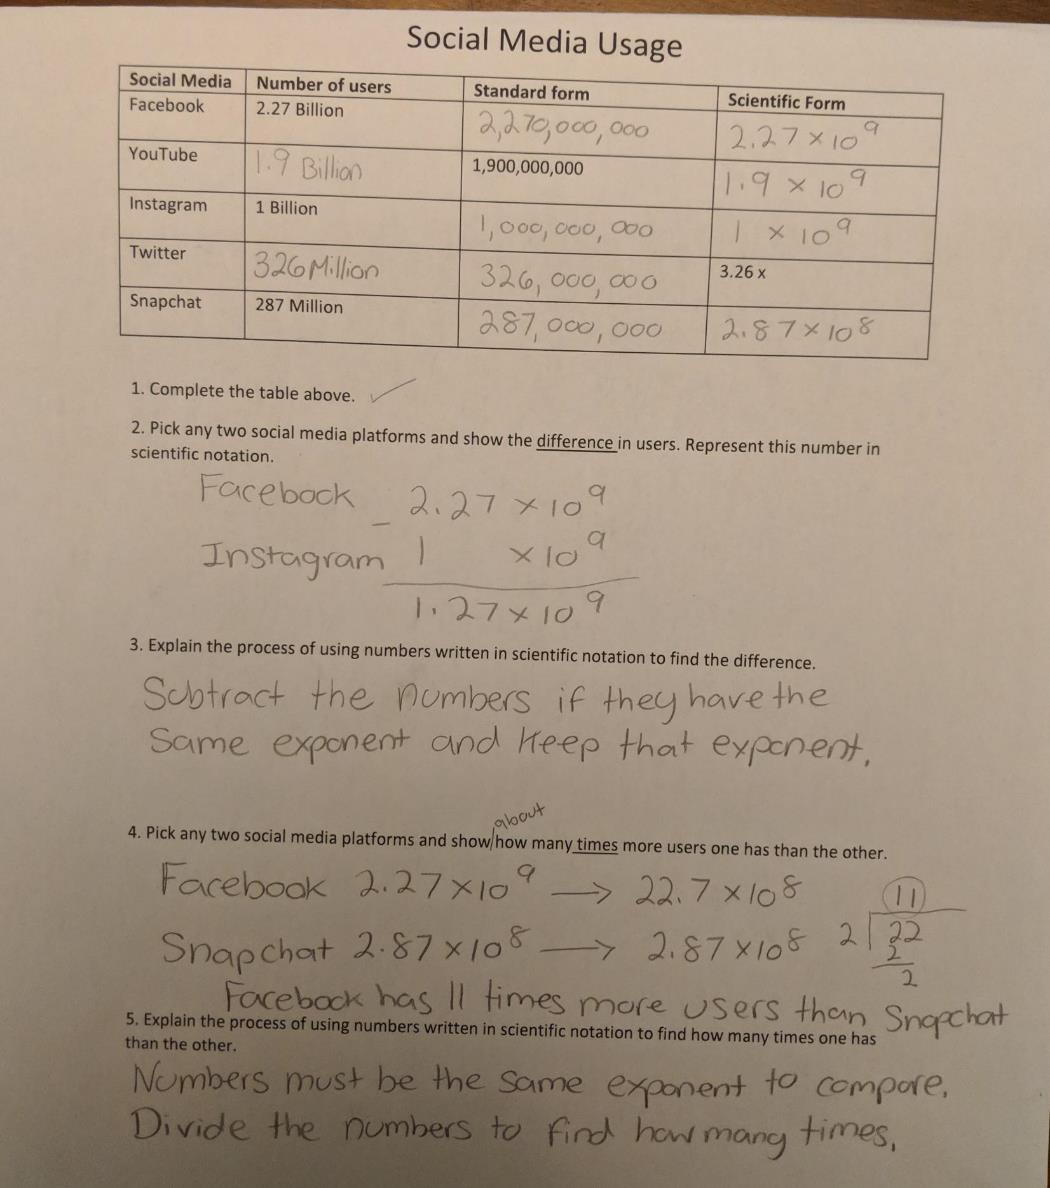 Social Media Usage
Social Media Number of users Standard form Scientific Form
Facebook 2.27 Billion 2,270,000,000 2.27 × 10⁹
YouTube 1.9 Billion 1,900,000,000 1.9 × 10⁹
Instagram 1 Billion 1,000,000,000 1 × 10⁹
Twitter 326 Million 326,000,000 3.26 x
Snapchat 287 Million 287,000,000 2.87 × 10⁸
1. Complete the table above. ✓
2. Pick any two social media platforms and show the difference in users. Represent this number in
scientific notation.
Facebook - 2.27 × 10⁹
Instagram 1 × 10⁹
1.27 × 10⁹
3. Explain the process of using numbers written in scientific notation to find the difference.
Subtract the numbers if they have the
Same exponent and keep that exponent.
about
4. Pick any two social media platforms and show/how many times more users one has than the other.
Facebook 2.27 × 10⁹ → 22.7 × 10⁸ 11
Snapchat 2.87 × 10⁸ → 2.87 × 10⁸ 2 22
2
2
Facebook has 11 times more users than Snapchat
5. Explain the process of using numbers written in scientific notation to find how many times one has
than the other.
Numbers must be the same exponent to compare.
Divide the numbers to find how many times.